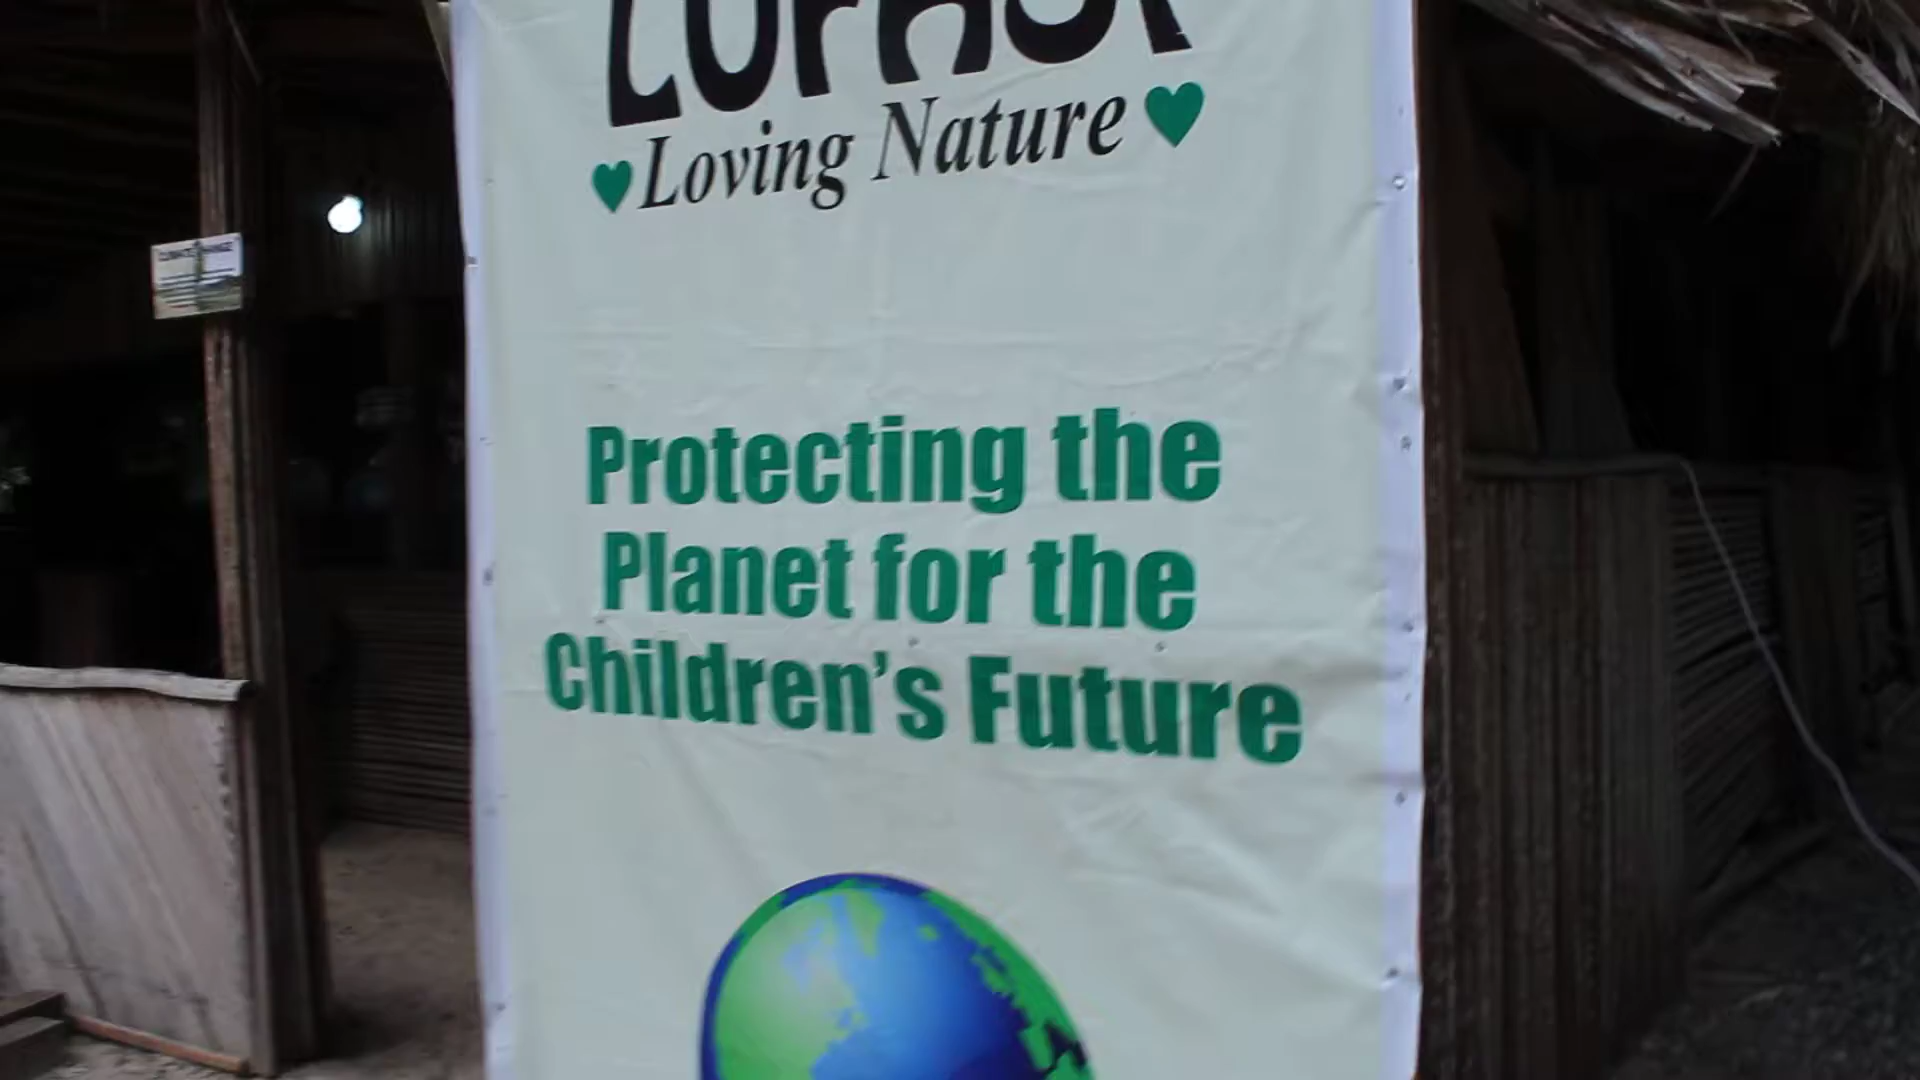 Loving Nature
Protecting the
Planet for the
Children's Future